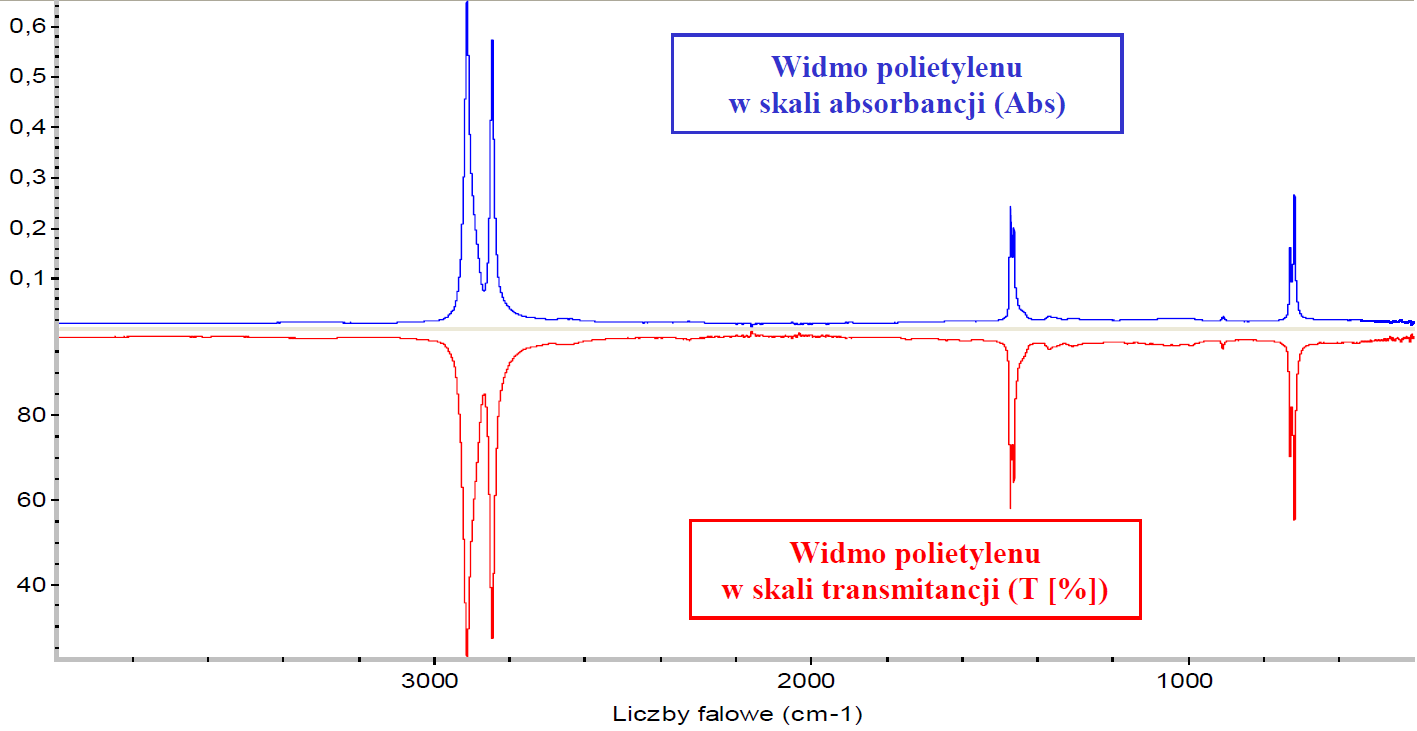 0,6
0,5
0,4
0,3
0,2
0,1
Widmo polietylenu
w skali absorbancji (Abs)
80
60
40
Widmo polietylenu
w skali transmitancji (T [%])
3000 2000 1000
Liczby falowe (cm-1)